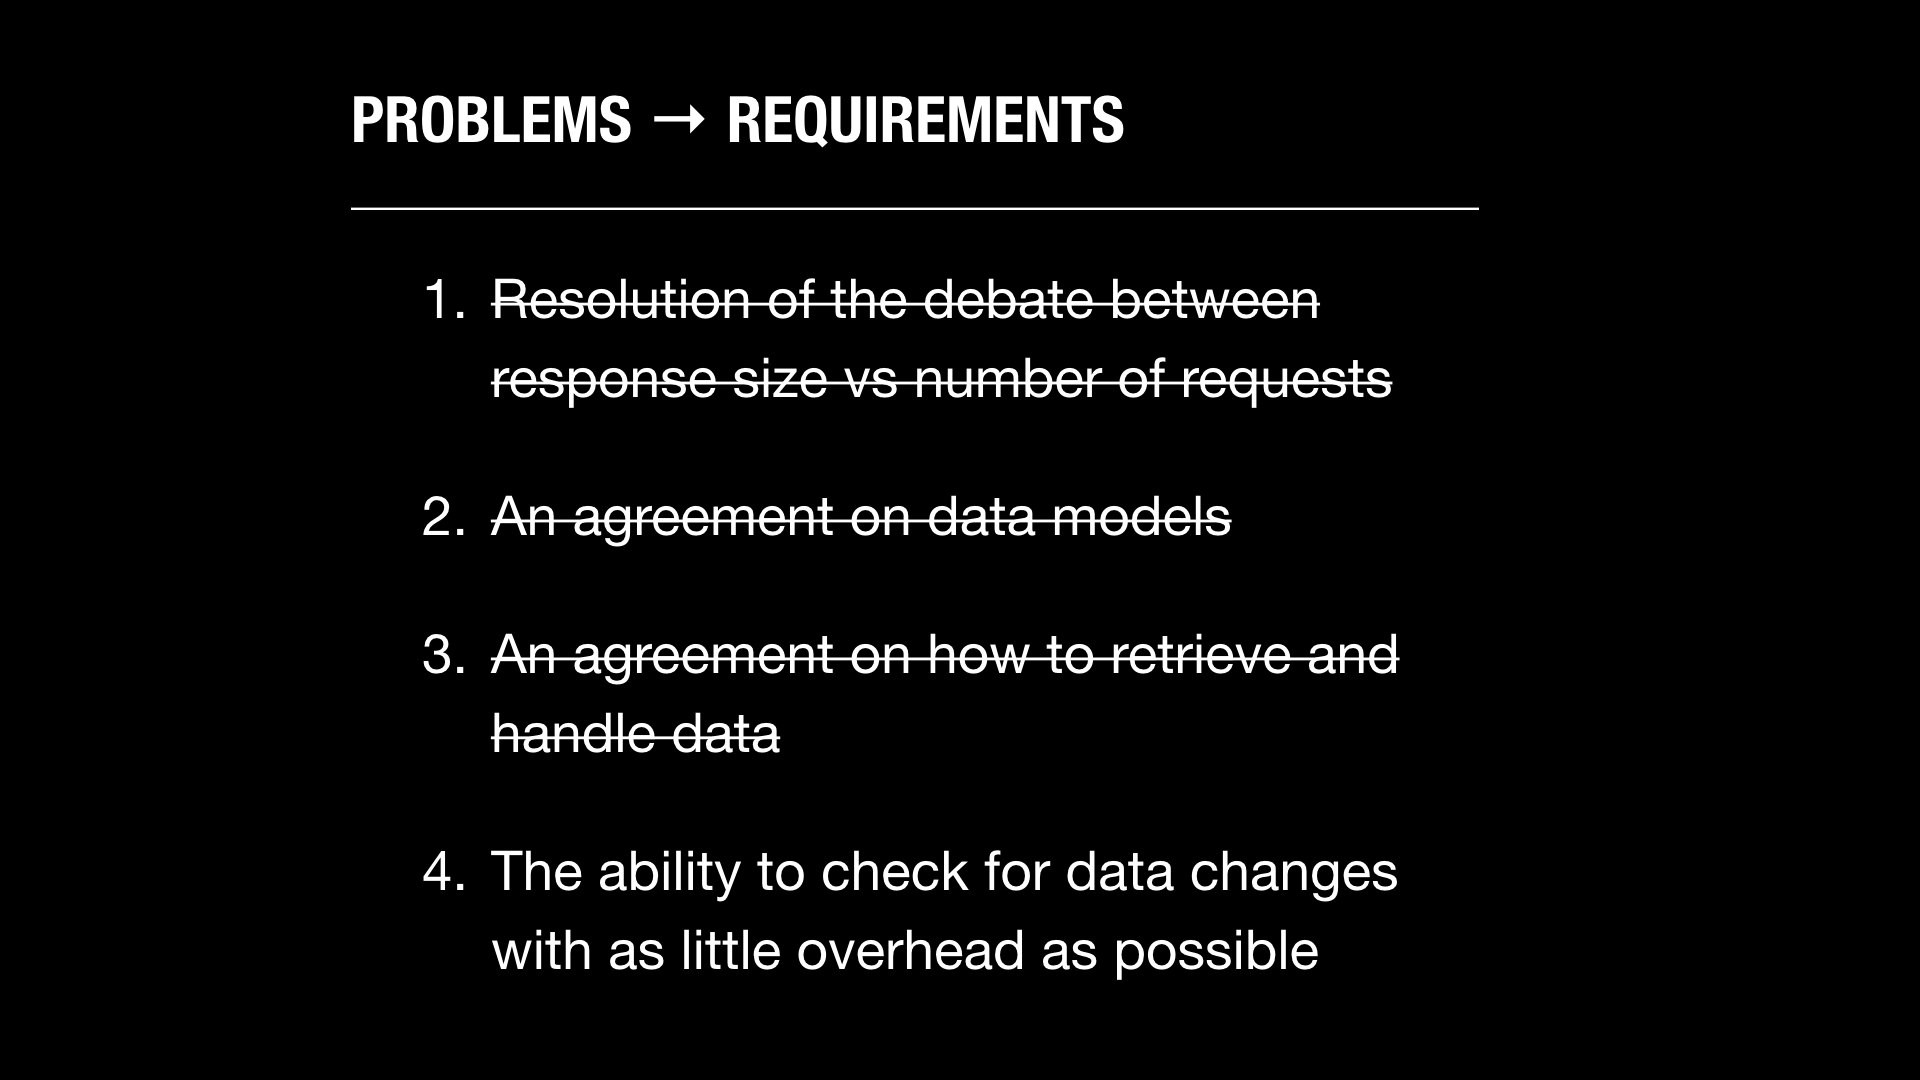 PROBLEMS → REQUIREMENTS
1. Resolution of the debate between
response size vs number of requests
2. An agreement on data models
3. An agreement on how to retrieve and
handle data
4. The ability to check for data changes
with as little overhead as possible